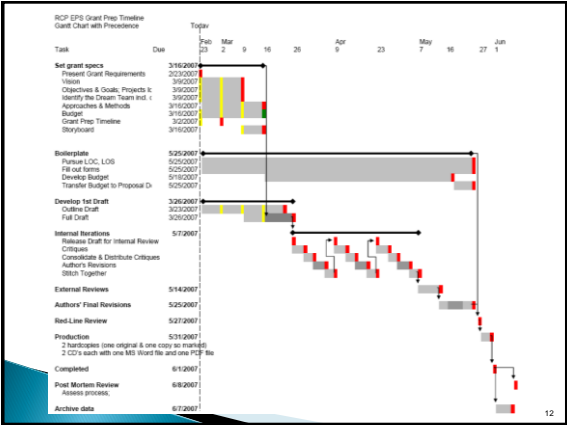 RCP EPS Grant Prep Timeline
Gantt Chart with Precedence Today
Feb Mar Apr May Jun
Task Due 23 2 9 16 26 9 23 7 16 27 1
Set grant specs 3/16/2007
Present Grant Requirements 2/23/2007
Vision 3/9/2007
Objectives & Goals; Projects Id 3/9/2007
Identify the Dream Team incl. c 3/9/2007
Approaches & Methods 3/16/2007
Budget 3/16/2007
Grant Prep Timeline 3/2/2007
Storyboard 3/16/2007
Boilerplate 5/25/2007
Pursue LOC, LOS 5/25/2007
Fill out forms 5/25/2007
Develop Budget 5/18/2007
Transfer Budget to Proposal D 5/25/2007
Develop 1st Draft 3/26/2007
Outline Draft 3/23/2007
Full Draft 3/26/2007
Internal Iterations 5/7/2007
Release Draft for Internal Review
Critiques
Consolidate & Distribute Critiques
Author's Revisions
Stitch Together
External Reviews 5/14/2007
Authors' Final Revisions 5/25/2007
Red-Line Review 5/27/2007
Production 5/31/2007
2 hardcopies (one original & one copy so marked)
2 CD's each with one MS Word file and one PDF file
Completed 6/1/2007
Post Mortem Review 6/8/2007
Assess process;
Archive data 6/7/2007
12